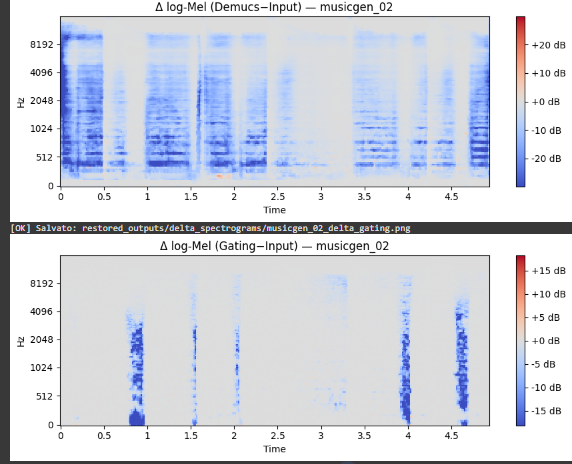 Δ log-Mel (Demucs−Input) — musicgen_02
8192
4096
2048
1024
512
0
Hz
0 0.5 1 1.5 2 2.5 3 3.5 4 4.5
Time
+20 dB
+10 dB
+0 dB
-10 dB
-20 dB
[OK] Salvato: restored_outputs/delta_spectrograms/musicgen_02_delta_gating.png
Δ log-Mel (Gating−Input) — musicgen_02
8192
4096
2048
1024
512
0
Hz
0 0.5 1 1.5 2 2.5 3 3.5 4 4.5
Time
+15 dB
+10 dB
+5 dB
+0 dB
-5 dB
-10 dB
-15 dB